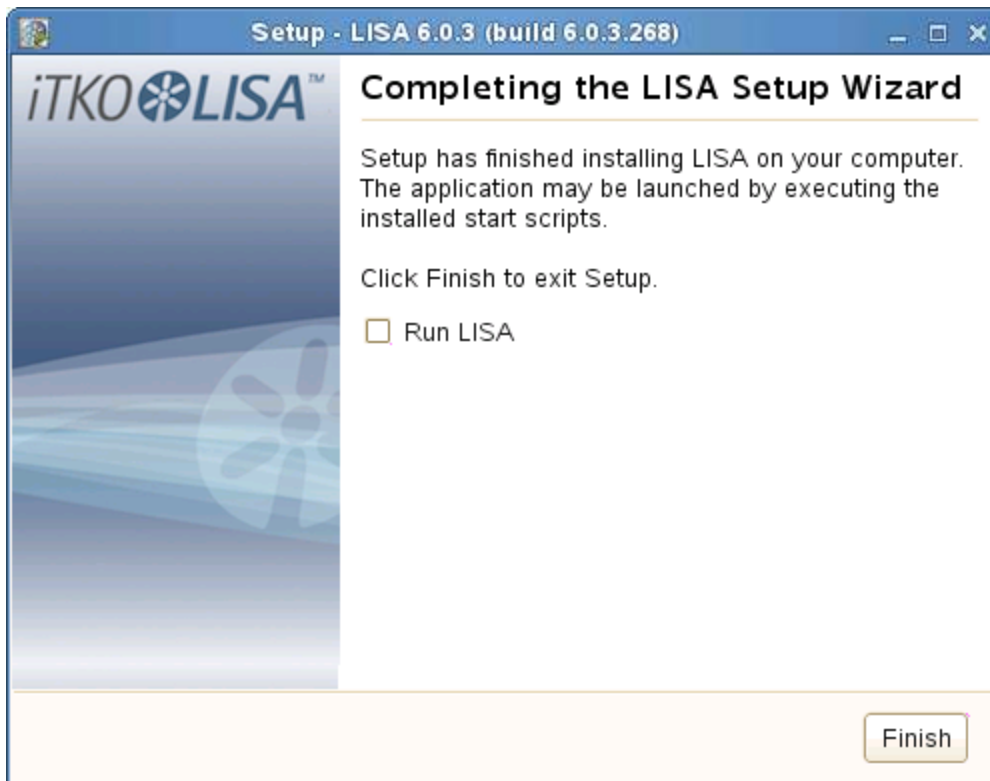 Setup - LISA 6.0.3 (build 6.0.3.268)
iTKO LISA™
Completing the LISA Setup Wizard
Setup has finished installing LISA on your computer.
The application may be launched by executing the
installed start scripts.
Click Finish to exit Setup.
Run LISA
Finish